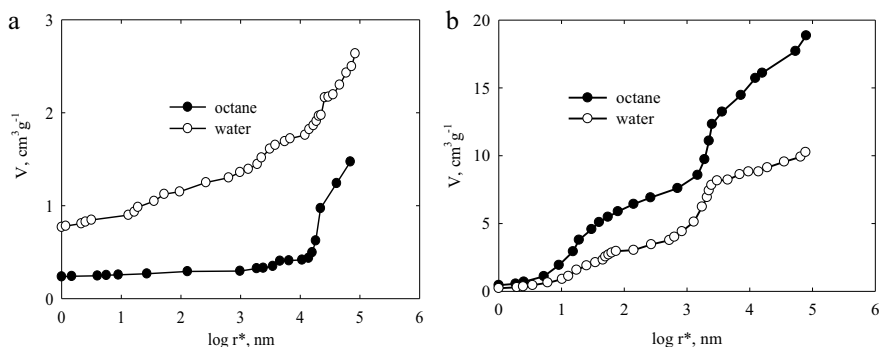 a
3
2
1
0
V, cm³g⁻¹
octane
water
0 1 2 3 4 5 6
log r*, nm
b
20
15
10
5
0
V, cm³g⁻¹
octane
water
0 1 2 3 4 5 6
log r*, nm